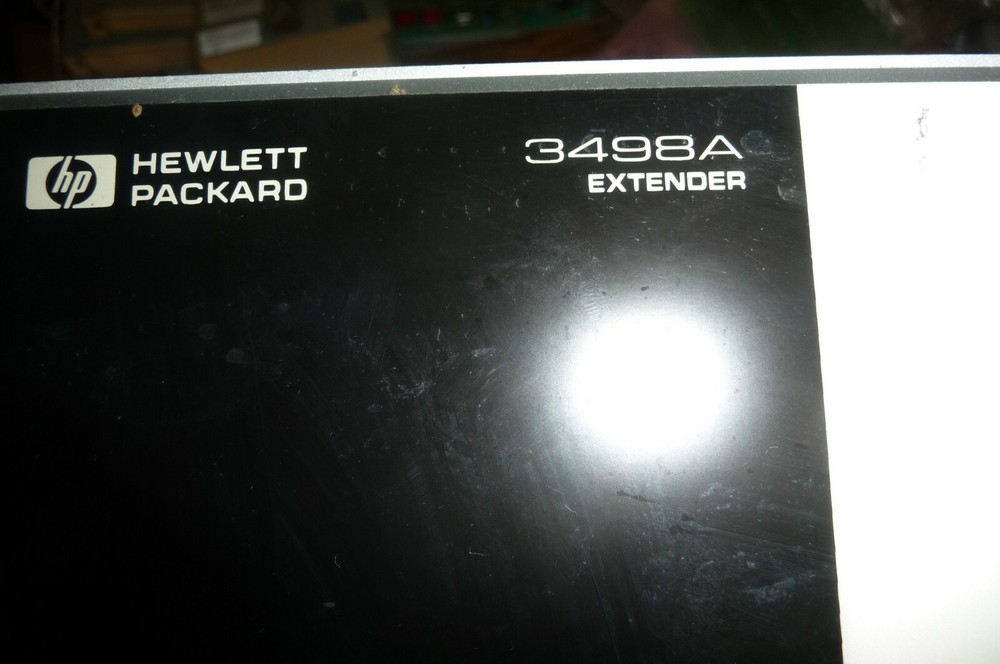 hp
HEWLETT
PACKARD
3498A
EXTENDER